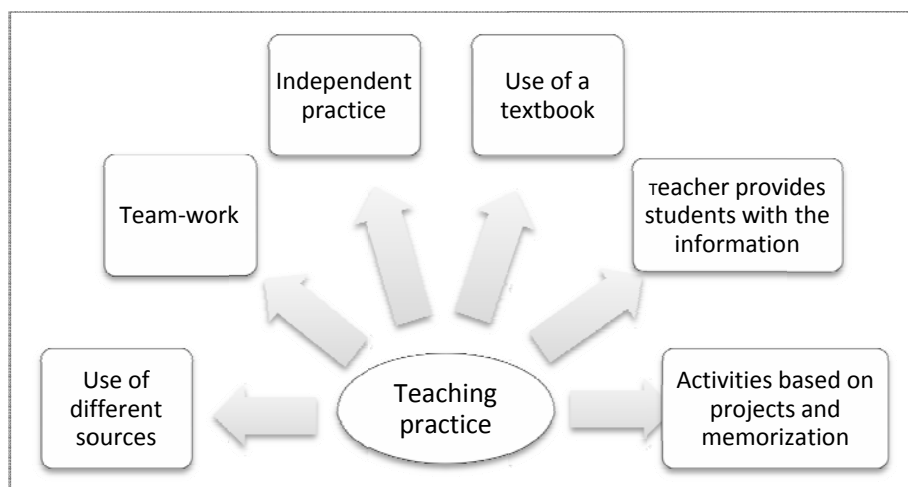 Independent
practice
Use of a
textbook
Team-work
тeacher provides
students with the
information
Use of
different
sources
Teaching
practice
Activities based on
projects and
memorization